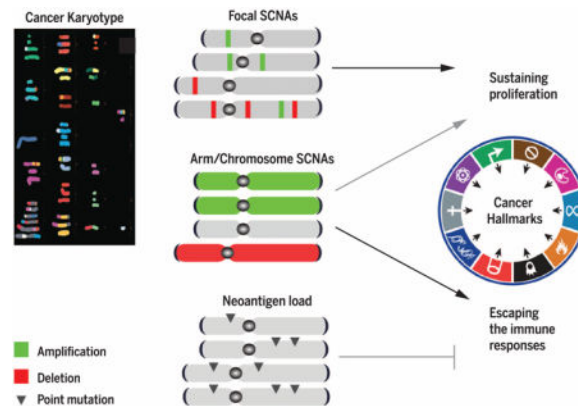 Cancer Karyotype
Focal SCNAs
Sustaining
proliferation
Arm/Chromosome SCNAs
Cancer
Hallmarks
Neoantigen load
Escaping
the immune
responses
Amplification
Deletion
Point mutation